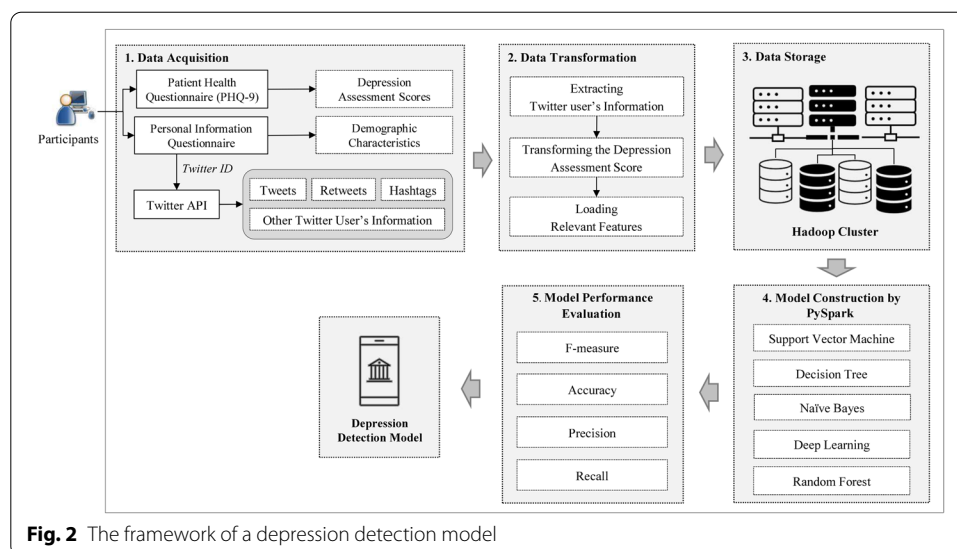 1. Data Acquisition
Participants
Patient Health
Questionnaire (PHQ-9)
Depression
Assessment Scores
Personal Information
Questionnaire
Demographic
Characteristics
Twitter ID
Twitter API
Tweets
Retweets
Hashtags
Other Twitter User's Information
2. Data Transformation
Extracting
Twitter user's Information
Transforming the Depression
Assessment Score
Loading
Relevant Features
3. Data Storage
Hadoop Cluster
4. Model Construction by
PySpark
Support Vector Machine
Decision Tree
Naïve Bayes
Deep Learning
Random Forest
5. Model Performance
Evaluation
F-measure
Accuracy
Precision
Recall
Depression
Detection Model
Fig. 2 The framework of a depression detection model